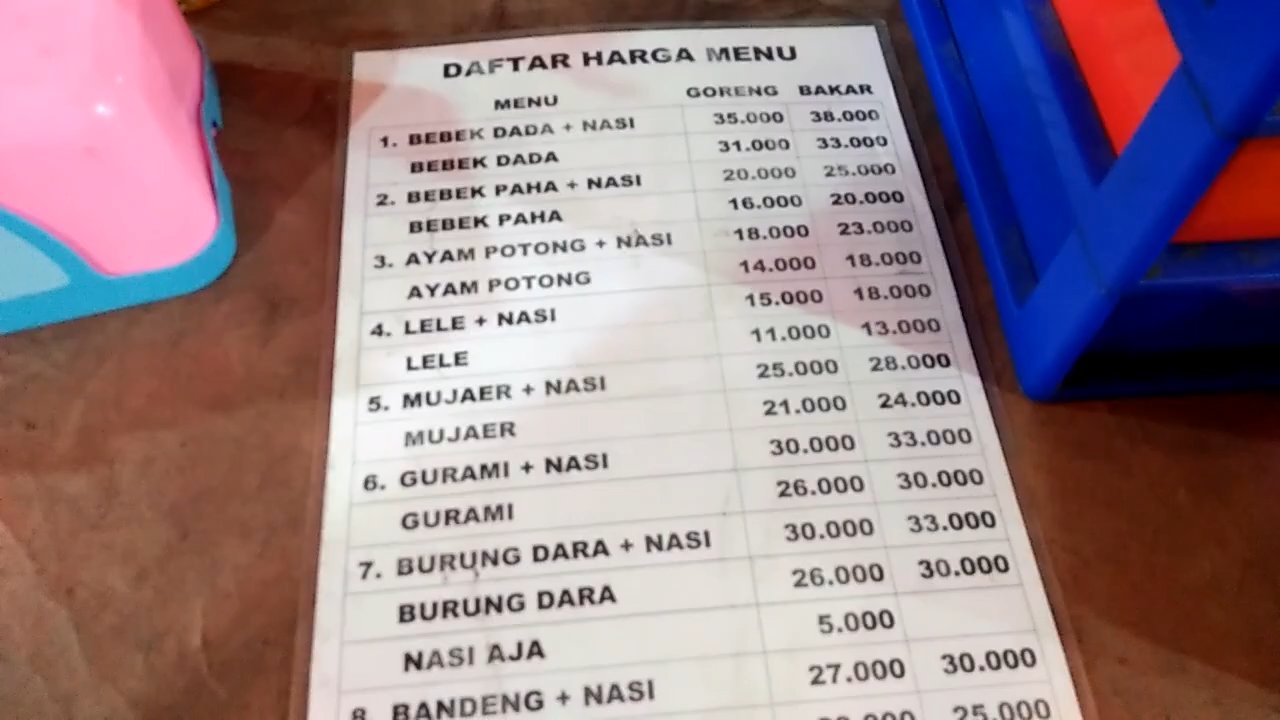 DAFTAR HARGA MENU
MENU GORENG BAKAR
1. BEBEK DADA + NASI 35.000 38.000
BEBEK DADA 31.000 33.000
2. BEBEK PAHA + NASI 20.000 25.000
BEBEK PAHA 16.000 20.000
3. AYAM POTONG + NASI 18.000 23.000
AYAM POTONG 14.000 18.000
4. LELE + NASI 15.000 18.000
LELE 11.000 13.000
5. MUJAER + NASI 25.000 28.000
MUJAER 21.000 24.000
6. GURAMI + NASI 30.000 33.000
GURAMI 26.000 30.000
7. BURUNG DARA + NASI 30.000 33.000
BURUNG DARA 26.000 30.000
NASI AJA 5.000
8. BANDENG + NASI 27.000 30.000
25.000